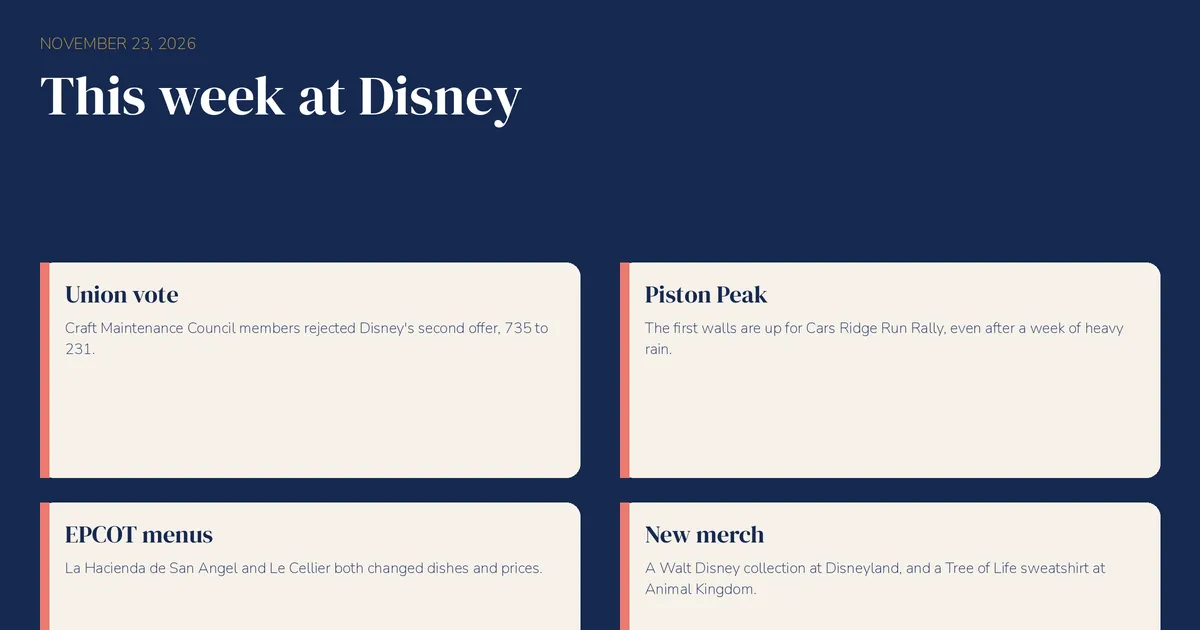 NOVEMBER 23, 2026
This week at Disney
Union vote
Craft Maintenance Council members rejected Disney's second offer, 735 to
231.
Piston Peak
The first walls are up for Cars Ridge Run Rally, even after a week of heavy
rain.
EPCOT menus
La Hacienda de San Angel and Le Cellier both changed dishes and prices.
New merch
A Walt Disney collection at Disneyland, and a Tree of Life sweatshirt at
Animal Kingdom.